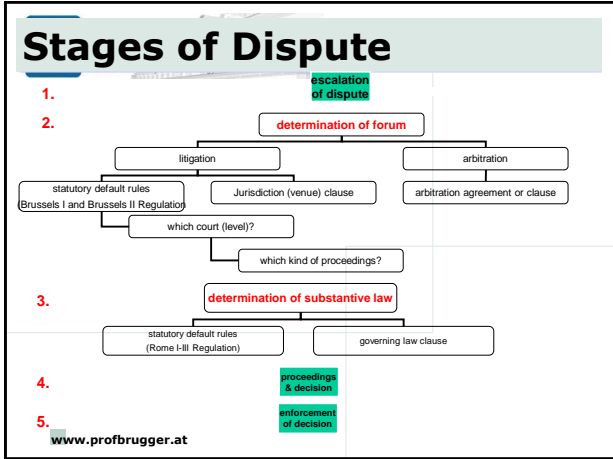 Stages of Dispute
1.
escalation
of dispute
2.
determination of forum
litigation
arbitration
statutory default rules
(Brussels I and Brussels II Regulation
Jurisdiction (venue) clause
arbitration agreement or clause
which court (level)?
which kind of proceedings?
3.
determination of substantive law
statutory default rules
(Rome I-III Regulation)
governing law clause
4.
proceedings
& decision
5.
enforcement
of decision
www.profbrugger.at